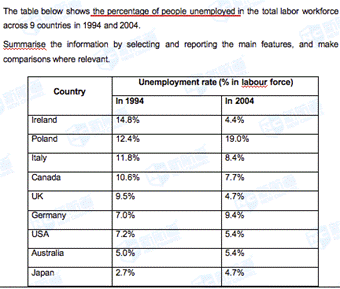 The table below shows the percentage of people unemployed in the total labor workforce
across 9 countries in 1994 and 2004.
Summarise the information by selecting and reporting the main features, and make
comparisons where relevant.
Country Unemployment rate (% in labour force)
In 1994 In 2004
Ireland 14.8% 4.4%
Poland 12.4% 19.0%
Italy 11.8% 8.4%
Canada 10.6% 7.7%
UK 9.5% 4.7%
Germany 7.0% 9.4%
USA 7.2% 5.4%
Australia 5.0% 5.4%
Japan 2.7% 4.7%